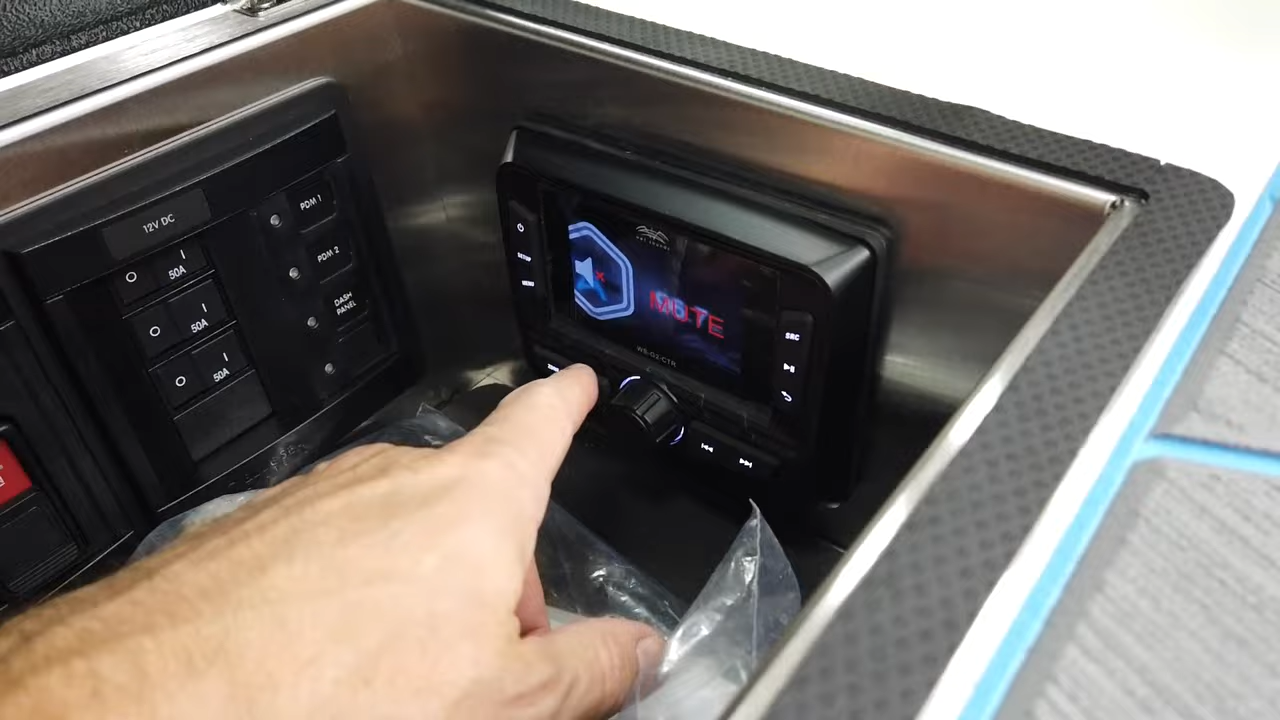 12V DC
O I
50A
O I
50A
O I
50A
PDM 1
PDM 2
DASH
PANEL
SETUP
MENU
MUTE
WS-G2-CTR
SRC